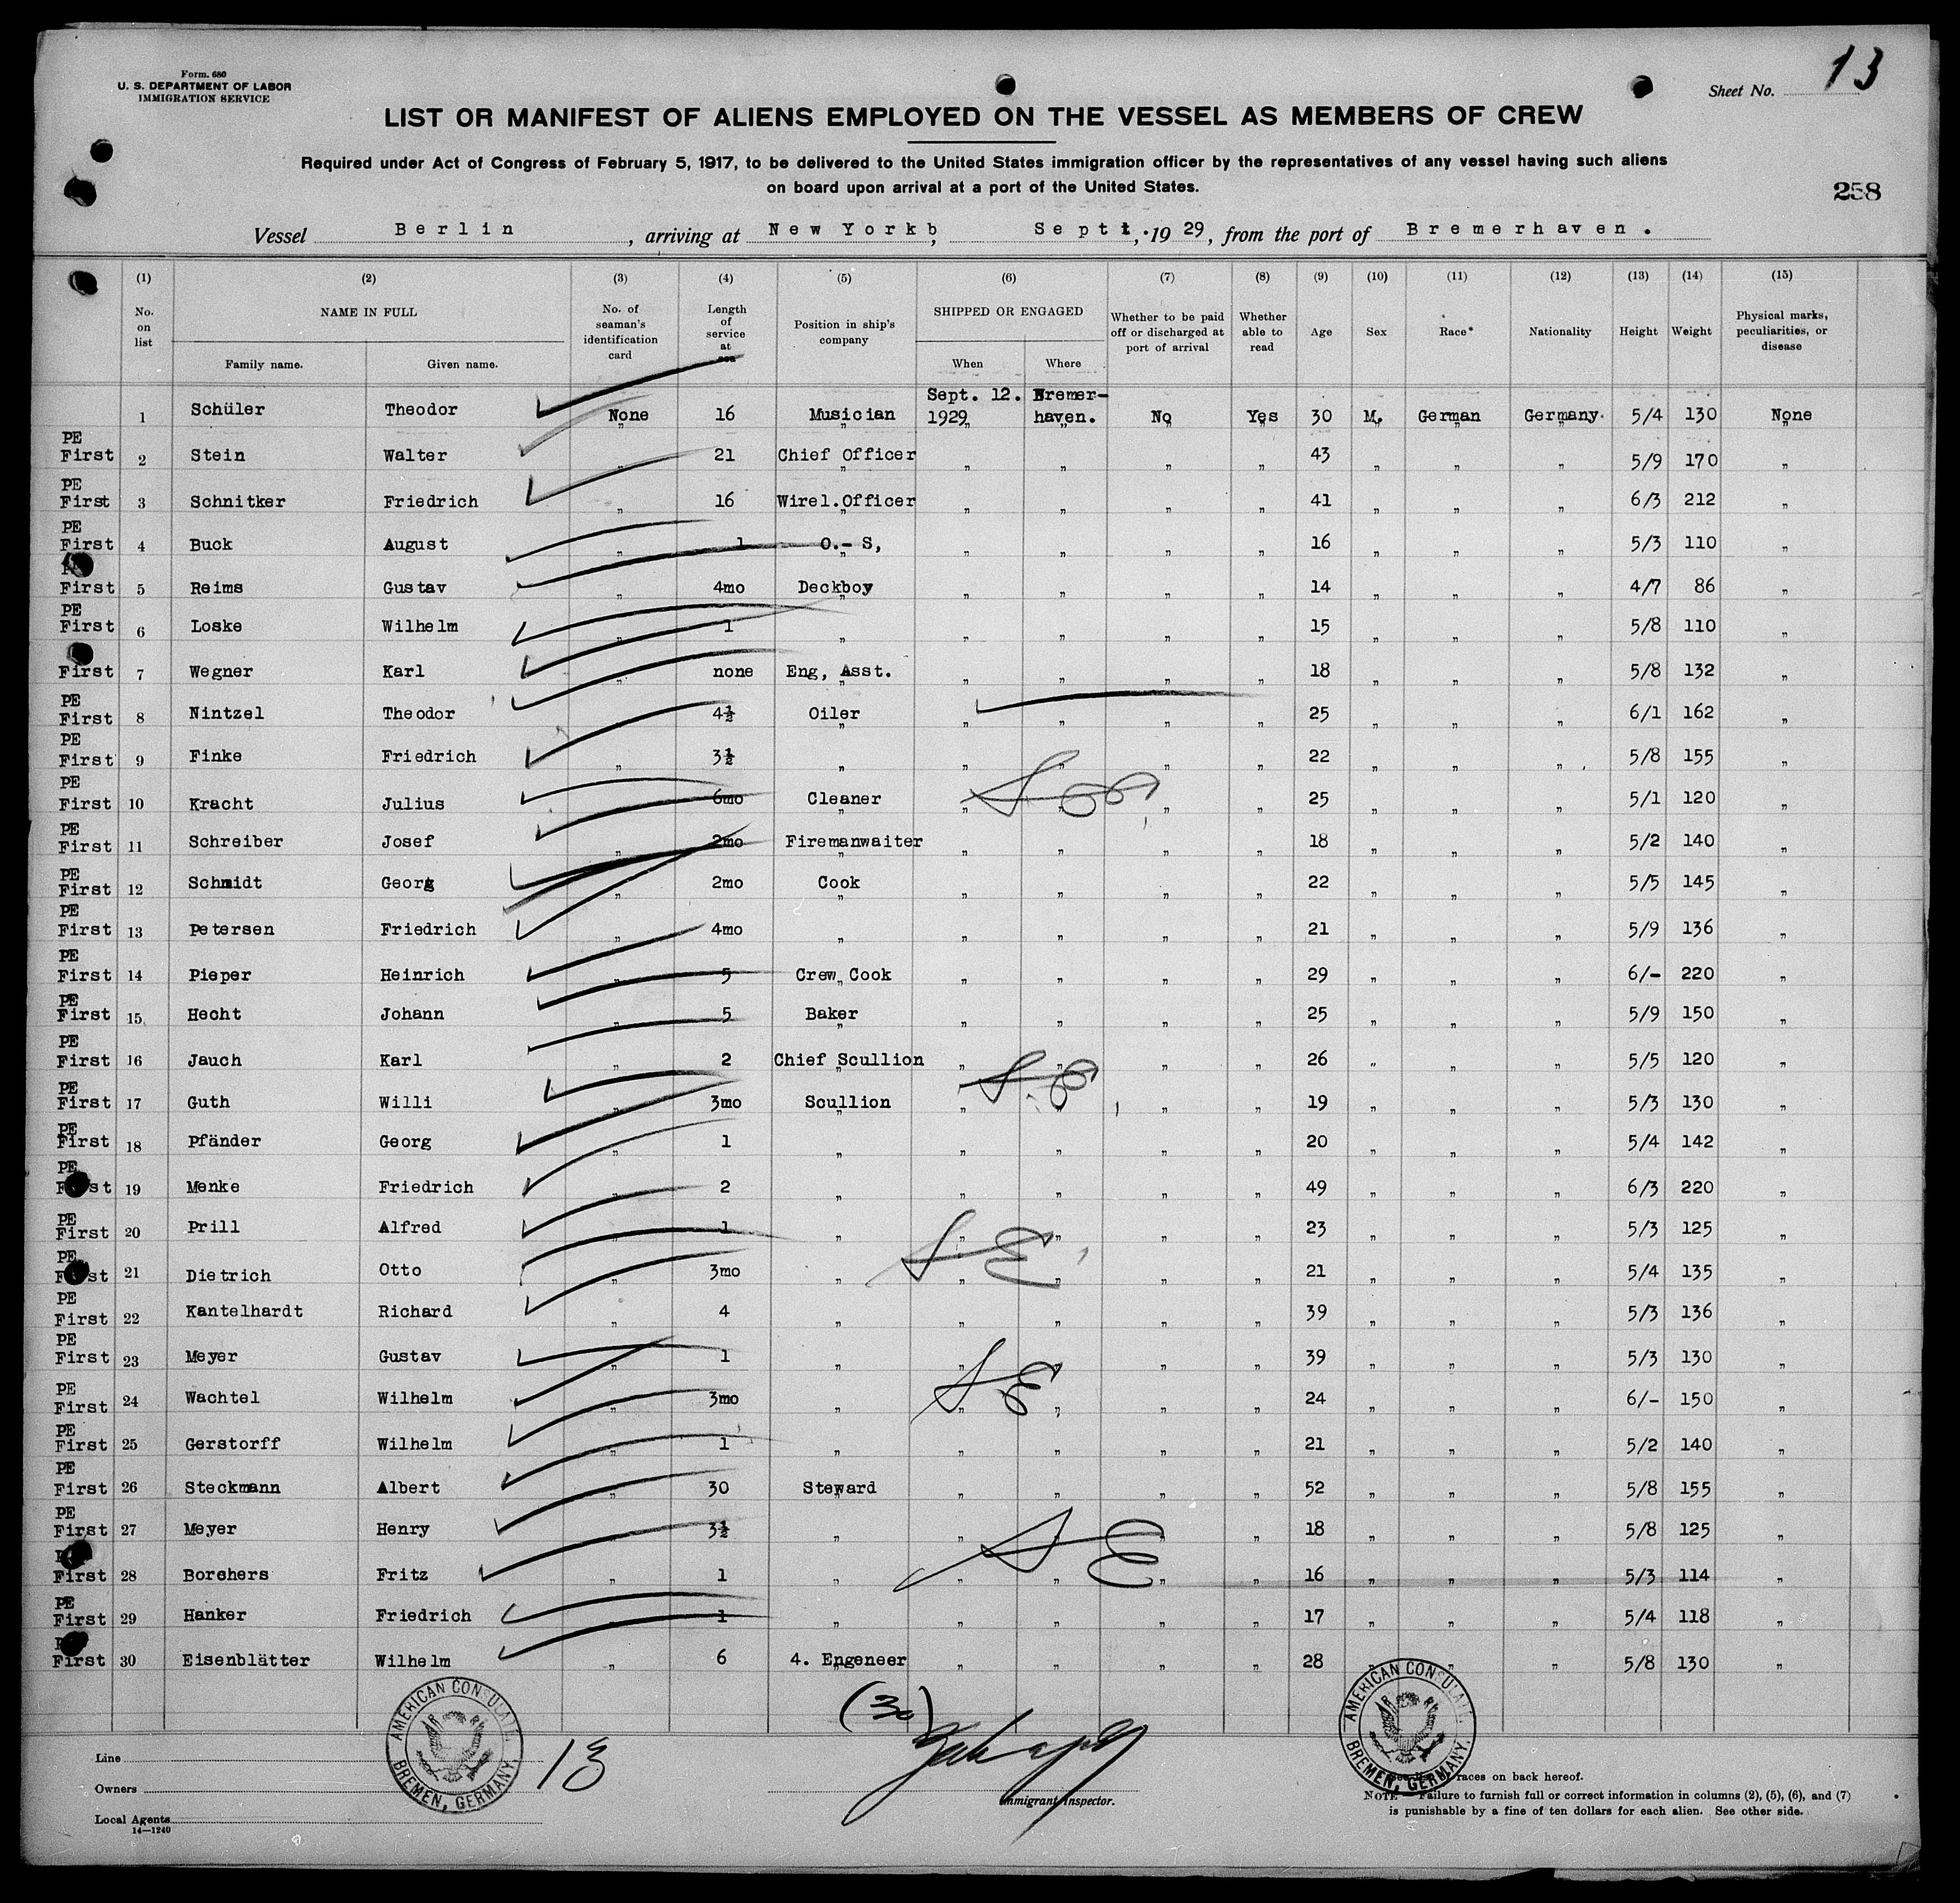 Form. 680
U. S. DEPARTMENT OF LABOR
IMMIGRATION SERVICE
Sheet No. 13
LIST OR MANIFEST OF ALIENS EMPLOYED ON THE VESSEL AS MEMBERS OF CREW
Required under Act of Congress of February 5, 1917, to be delivered to the United States immigration officer by the representatives of any vessel having such aliens
on board upon arrival at a port of the United States.
258
Vessel Berlin, arriving at New York, Sept, 1929, from the port of Bremerhaven.
(1) (2) (3) (4) (5) (6) (7) (8) (9) (10) (11) (12) (13) (14) (15)
No. on list NAME IN FULL Family name. Given name. No. of seaman's identification card Length of service at sea Position in ship's company SHIPPED OR ENGAGED When Where Whether to be paid off or discharged at port of arrival Whether able to read Age Sex Race* Nationality Height Weight Physical marks, peculiarities, or disease
1 Schüler Theodor None 16 Musician Sept. 12. 1929 Bremerhaven. No Yes 30 M. German Germany 5/4 130 None
PE First 2 Stein Walter " 21 Chief Officer " " " " 43 " " " 5/9 170 "
PE First 3 Schnitker Friedrich " 16 Wirel.Officer " " " " 41 " " " 6/3 212 "
PE First 4 Buck August " 1 O.- S, " " " " 16 " " " 5/3 110 "
First 5 Reims Gustav " 4mo Deckboy " " " " 14 " " " 4/7 86 "
PE First 6 Loske Wilhelm " 1 " " " " " 15 " " " 5/8 110 "
First 7 Wegner Karl " none Eng, Asst. " " " " 18 " " " 5/8 132 "
PE First 8 Nintzel Theodor " 4½ Oiler " " " " 25 " " " 6/1 162 "
PE First 9 Finke Friedrich " 3½ " " " " " 22 " " " 5/8 155 "
PE First 10 Kracht Julius " 6mo Cleaner " " " " 25 " " " 5/1 120 "
PE First 11 Schreiber Josef " 2mo Firemanwaiter " " " " 18 " " " 5/2 140 "
PE First 12 Schmidt Georg " 2mo Cook " " " " 22 " " " 5/5 145 "
PE First 13 Petersen Friedrich " 4mo " " " " " 21 " " " 5/9 136 "
PE First 14 Pieper Heinrich " 5 Crew Cook " " " " 29 " " " 6/- 220 "
PE First 15 Hecht Johann " 5 Baker " " " " 25 " " " 5/9 150 "
PE First 16 Jauch Karl " 2 Chief Scullion " " " " 26 " " " 5/5 120 "
PE First 17 Guth Willi " 3mo Scullion " " " " 19 " " " 5/3 130 "
PE First 18 Pfänder Georg " 1 " " " " " 20 " " " 5/4 142 "
PE First 19 Menke Friedrich " 2 " " " " " 49 " " " 6/3 220 "
PE First 20 Prill Alfred " 1 " " " " " 23 " " " 5/3 125 "
PE First 21 Dietrich Otto " 3mo " " " " " 21 " " " 5/4 135 "
PE First 22 Kantelhardt Richard " 4 " " " " " 39 " " " 5/3 136 "
PE First 23 Meyer Gustav " 1 " " " " " 39 " " " 5/3 130 "
PE First 24 Wachtel Wilhelm " 3mo " " " " " 24 " " " 6/- 150 "
PE First 25 Gerstorff Wilhelm " 1 " " " " " 21 " " " 5/2 140 "
PE First 26 Steckmann Albert " 30 Steward " " " " 52 " " " 5/8 155 "
PE First 27 Meyer Henry " 3½ " " " " " 18 " " " 5/8 125 "
First 28 Borchers Fritz " 1 " " " " " 16 " " " 5/3 114 "
PE First 29 Hanker Friedrich " 1 " " " " " 17 " " " 5/4 118 "
First 30 Eisenblätter Wilhelm " 6 4. Engeneer " " " " 28 " " " 5/8 130 "
(30)
AMERICAN CONSULATE, BREMEN, GERMANY.
13
AMERICAN CONSULATE, BREMEN, GERMANY.
Line
Owners
Local Agents
14—1240
Immigrant Inspector.
races on back hereof.
NOTE.—Failure to furnish full or correct information in columns (2), (5), (6), and (7)
is punishable by a fine of ten dollars for each alien. See other side.